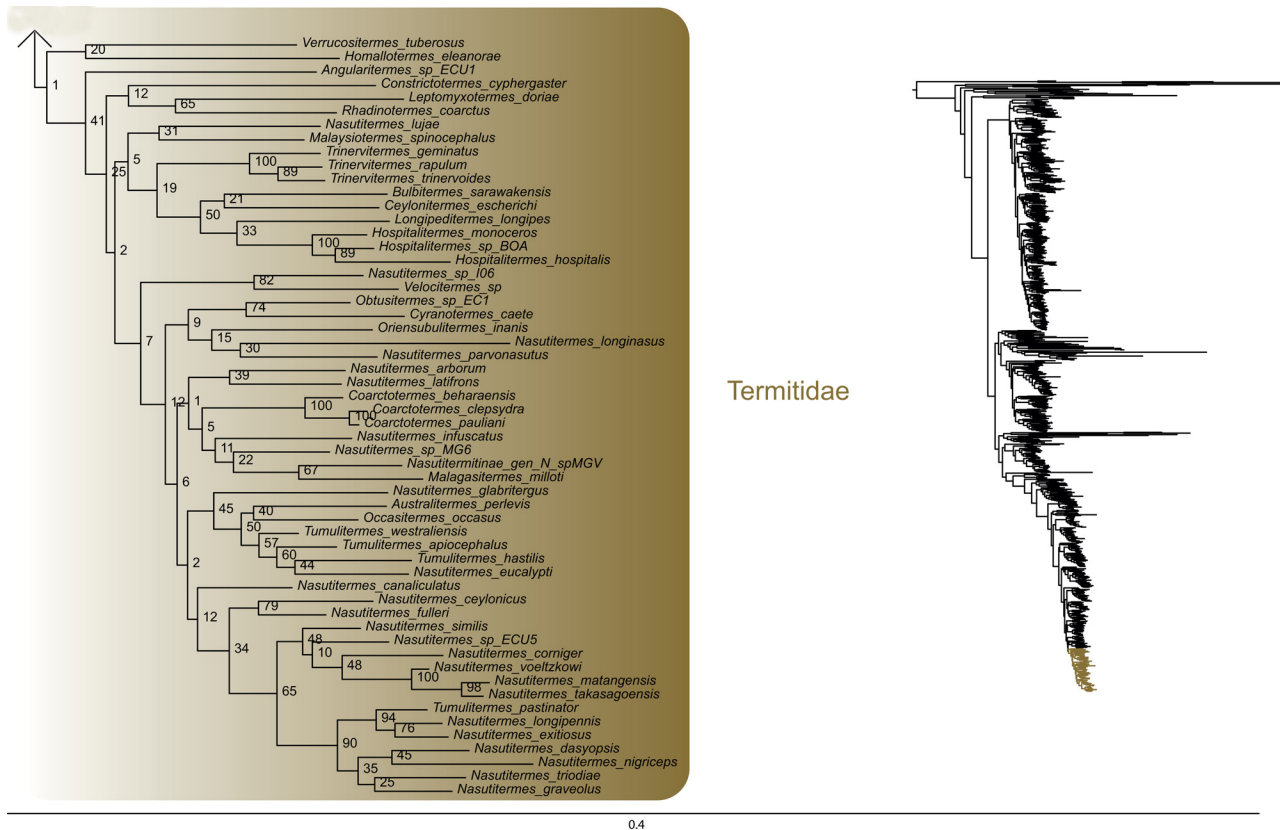 Verrucositermes_tuberosus
20
Homallotermes_eleanorae
Angularitermes_sp_ECU1
1
Constrictotermes_cyphergaster
12
Leptomyxotermes_doriae
65
Rhadinotermes_coarctus
41
Nasutitermes_lujae
31
Malaysiotermes_spinocephalus
Trinervitermes_geminatus
5
100
Trinervitermes_rapulum
25
89
Trinervitermes_trinervoides
19
Bulbitermes_sarawakensis
21
Ceylonitermes_escherichi
50
Longipeditermes_longipes
33
Hospitalitermes_monoceros
100
Hospitalitermes_sp_BOA
2
89
Hospitalitermes_hospitalis
Nasutitermes_sp_I06
82
Velocitermes_sp
Obtusitermes_sp_EC1
74
Cyranotermes_caete
9
Oriensubulitermes_inanis
15
Nasutitermes_longinasus
7
30
Nasutitermes_parvonasutus
Nasutitermes_arborum
39
Nasutitermes_latifrons
Termitidae
Coarctotermes_beharaensis
12
1
100
Coarctotermes_clepsydra
100
Coarctotermes_pauliani
5
Nasutitermes_infuscatus
11
Nasutitermes_sp_MG6
22
Nasutitermitinae_gen_N_spMGV
67
Malagasitermes_milloti
6
Nasutitermes_glabritergus
45
Australitermes_perlevis
40
Occasitermes_occasus
50
Tumulitermes_westraliensis
57
Tumulitermes_apiocephalus
60
Tumulitermes_hastilis
2
44
Nasutitermes_eucalypti
Nasutitermes_canaliculatus
Nasutitermes_ceylonicus
79
12
Nasutitermes_fulleri
Nasutitermes_similis
48
Nasutitermes_sp_ECU5
34
10
Nasutitermes_corniger
48
Nasutitermes_voeltzkowi
100
Nasutitermes_matangensis
65
98
Nasutitermes_takasagoensis
Tumulitermes_pastinator
94
Nasutitermes_longipennis
76
Nasutitermes_exitiosus
90
Nasutitermes_dasyopsis
45
Nasutitermes_nigriceps
35
Nasutitermes_triodiae
25
Nasutitermes_graveolus
0.4